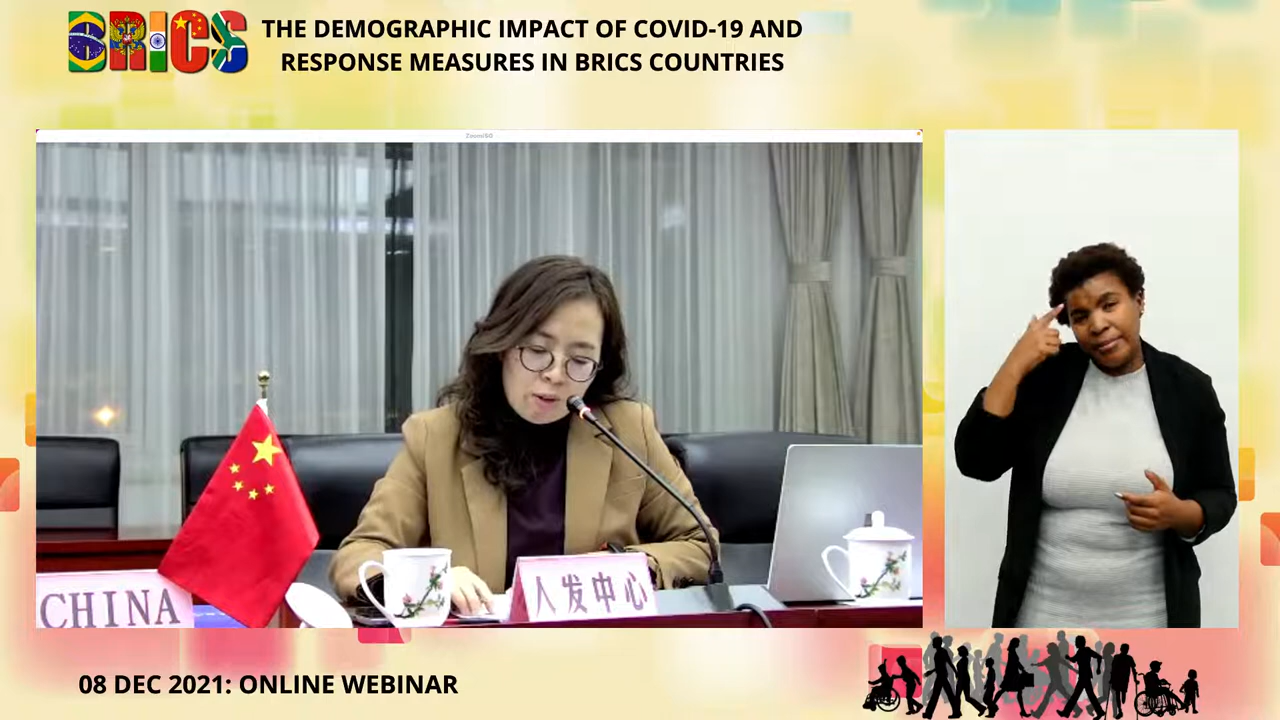 BRICS
THE DEMOGRAPHIC IMPACT OF COVID-19 AND
RESPONSE MEASURES IN BRICS COUNTRIES
CHINA
人发中心
08 DEC 2021: ONLINE WEBINAR